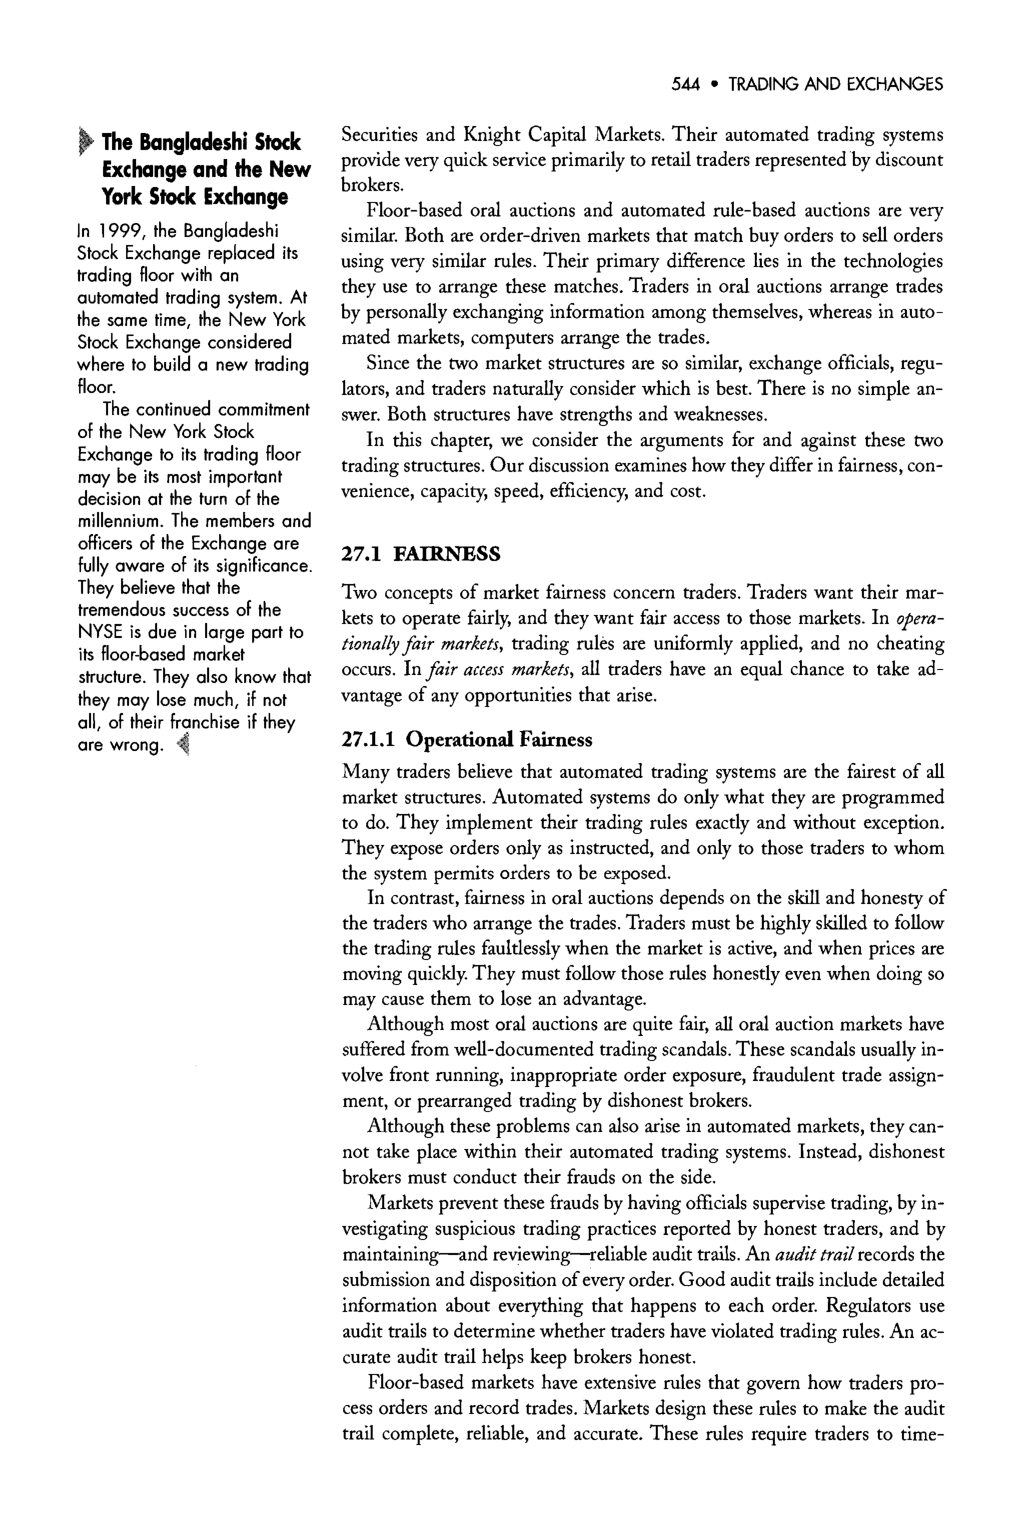 544 • TRADING AND EXCHANGES
The Bangladeshi Stock
Exchange and the New
York Stock Exchange
In 1999, the Bangladeshi
Stock Exchange replaced its
trading floor with an
automated trading system. At
the same time, the New York
Stock Exchange considered
where to build a new trading
floor.
The continued commitment
of the New York Stock
Exchange to its trading floor
may be its most important
decision at the turn of the
millennium. The members and
officers of the Exchange are
fully aware of its significance.
They believe that the
tremendous success of the
NYSE is due in large part to
its floor-based market
structure. They also know that
they may lose much, if not
all, of their franchise if they
are wrong.
Securities and Knight Capital Markets. Their automated trading systems
provide very quick service primarily to retail traders represented by discount
brokers.
Floor-based oral auctions and automated rule-based auctions are very
similar. Both are order-driven markets that match buy orders to sell orders
using very similar rules. Their primary difference lies in the technologies
they use to arrange these matches. Traders in oral auctions arrange trades
by personally exchanging information among themselves, whereas in auto-
mated markets, computers arrange the trades.
Since the two market structures are so similar, exchange officials, regu-
lators, and traders naturally consider which is best. There is no simple an-
swer. Both structures have strengths and weaknesses.
In this chapter, we consider the arguments for and against these two
trading structures. Our discussion examines how they differ in fairness, con-
venience, capacity, speed, efficiency, and cost.
27.1 FAIRNESS
Two concepts of market fairness concern traders. Traders want their mar-
kets to operate fairly, and they want fair access to those markets. In opera-
tionally fair markets, trading rules are uniformly applied, and no cheating
occurs. In fair access markets, all traders have an equal chance to take ad-
vantage of any opportunities that arise.
27.1.1 Operational Fairness
Many traders believe that automated trading systems are the fairest of all
market structures. Automated systems do only what they are programmed
to do. They implement their trading rules exactly and without exception.
They expose orders only as instructed, and only to those traders to whom
the system permits orders to be exposed.
In contrast, fairness in oral auctions depends on the skill and honesty of
the traders who arrange the trades. Traders must be highly skilled to follow
the trading rules faultlessly when the market is active, and when prices are
moving quickly. They must follow those rules honestly even when doing so
may cause them to lose an advantage.
Although most oral auctions are quite fair, all oral auction markets have
suffered from well-documented trading scandals. These scandals usually in-
volve front running, inappropriate order exposure, fraudulent trade assign-
ment, or prearranged trading by dishonest brokers.
Although these problems can also arise in automated markets, they can-
not take place within their automated trading systems. Instead, dishonest
brokers must conduct their frauds on the side.
Markets prevent these frauds by having officials supervise trading, by in-
vestigating suspicious trading practices reported by honest traders, and by
maintaining—and reviewing—reliable audit trails. An audit trail records the
submission and disposition of every order. Good audit trails include detailed
information about everything that happens to each order. Regulators use
audit trails to determine whether traders have violated trading rules. An ac-
curate audit trail helps keep brokers honest.
Floor-based markets have extensive rules that govern how traders pro-
cess orders and record trades. Markets design these rules to make the audit
trail complete, reliable, and accurate. These rules require traders to time-